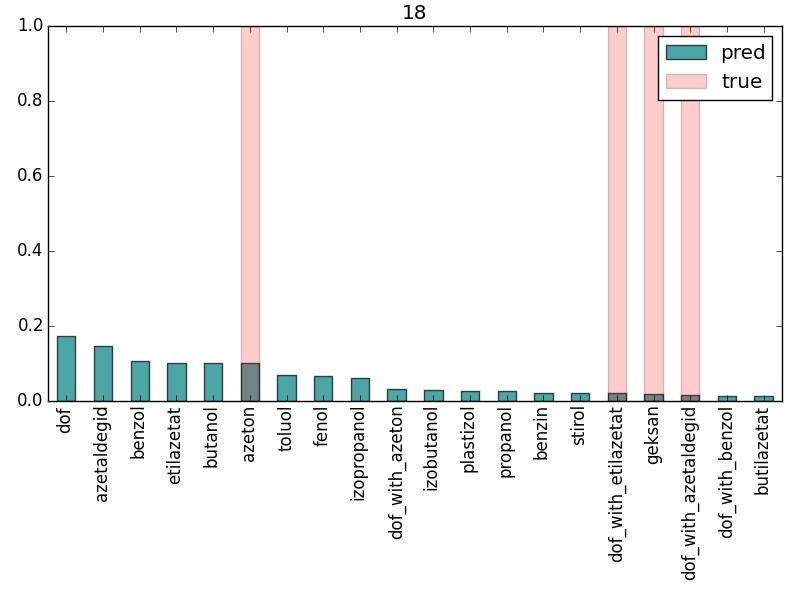 18
1.0
0.8
0.6
0.4
0.2
0.0
pred
true
dof
azetaldegid
benzol
etilazetat
butanol
azeton
toluol
fenol
izopropanol
dof_with_azeton
izobutanol
plastizol
propanol
benzin
stirol
dof_with_etilazetat
geksan
dof_with_azetaldegid
dof_with_benzol
butilazetat